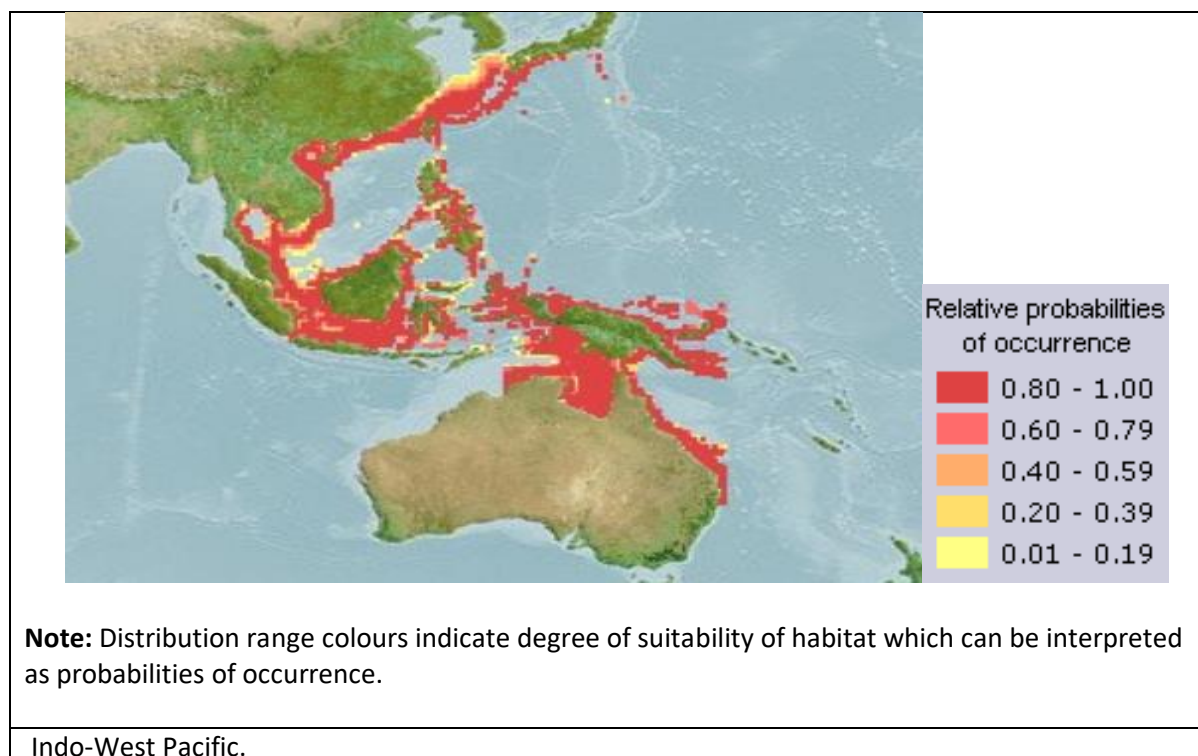 Relative probabilities
of occurrence
0.80 - 1.00
0.60 - 0.79
0.40 - 0.59
0.20 - 0.39
0.01 - 0.19
Note: Distribution range colours indicate degree of suitability of habitat which can be interpreted
as probabilities of occurrence.
Indo-West Pacific.